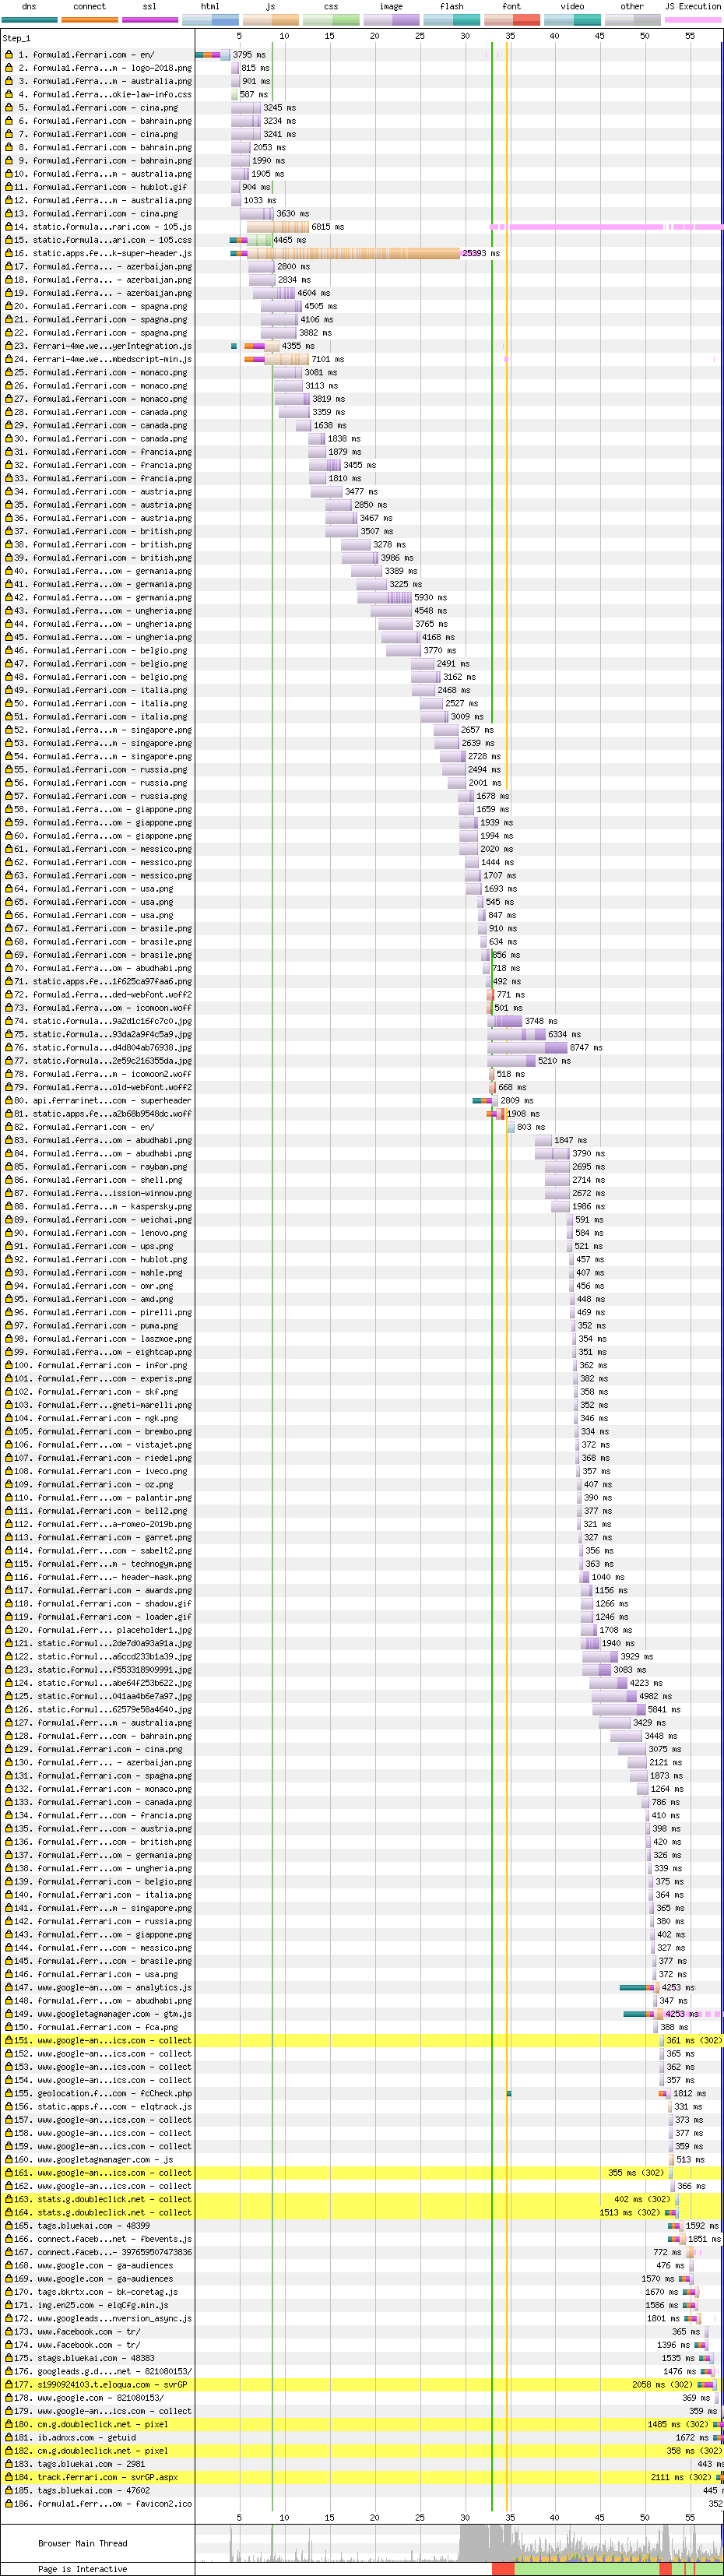 dns connect ssl html js css image flash font video other JS Execution
Step_1 5 10 15 20 25 30 35 40 45 50 55
1. formula1.ferrari.com - en/ 3795 ms
2. formula1.ferra...m - logo-2018.png 815 ms
3. formula1.ferra...m - australia.png 901 ms
4. formula1.ferra...okie-law-info.css 587 ms
5. formula1.ferrari.com - cina.png 3245 ms
6. formula1.ferrari.com - bahrain.png 3234 ms
7. formula1.ferrari.com - cina.png 3241 ms
8. formula1.ferrari.com - bahrain.png 2053 ms
9. formula1.ferrari.com - bahrain.png 1990 ms
10. formula1.ferra...m - australia.png 1905 ms
11. formula1.ferrari.com - hublot.gif 904 ms
12. formula1.ferra...m - australia.png 1033 ms
13. formula1.ferrari.com - cina.png 3630 ms
14. static.formula...rari.com - 105.js 6815 ms
15. static.formula...ari.com - 105.css 4465 ms
16. static.apps.fe...k-super-header.js 25393 ms
17. formula1.ferra... - azerbaijan.png 2800 ms
18. formula1.ferra... - azerbaijan.png 2834 ms
19. formula1.ferra... - azerbaijan.png 4604 ms
20. formula1.ferrari.com - spagna.png 4505 ms
21. formula1.ferrari.com - spagna.png 4106 ms
22. formula1.ferrari.com - spagna.png 3882 ms
23. ferrari-4me.we...yerIntegration.js 4355 ms
24. ferrari-4me.we...mbedscript-min.js 7101 ms
25. formula1.ferrari.com - monaco.png 3081 ms
26. formula1.ferrari.com - monaco.png 3113 ms
27. formula1.ferrari.com - monaco.png 3819 ms
28. formula1.ferrari.com - canada.png 3359 ms
29. formula1.ferrari.com - canada.png 1638 ms
30. formula1.ferrari.com - canada.png 1838 ms
31. formula1.ferrari.com - francia.png 1879 ms
32. formula1.ferrari.com - francia.png 3455 ms
33. formula1.ferrari.com - francia.png 1810 ms
34. formula1.ferrari.com - austria.png 3477 ms
35. formula1.ferrari.com - austria.png 2850 ms
36. formula1.ferrari.com - austria.png 3467 ms
37. formula1.ferrari.com - british.png 3507 ms
38. formula1.ferrari.com - british.png 3278 ms
39. formula1.ferrari.com - british.png 3986 ms
40. formula1.ferra...om - germania.png 3389 ms
41. formula1.ferra...om - germania.png 3225 ms
42. formula1.ferra...om - germania.png 5930 ms
43. formula1.ferra...om - ungheria.png 4548 ms
44. formula1.ferra...om - ungheria.png 3765 ms
45. formula1.ferra...om - ungheria.png 4168 ms
46. formula1.ferrari.com - belgio.png 3770 ms
47. formula1.ferrari.com - belgio.png 2491 ms
48. formula1.ferrari.com - belgio.png 3162 ms
49. formula1.ferrari.com - italia.png 2468 ms
50. formula1.ferrari.com - italia.png 2527 ms
51. formula1.ferrari.com - italia.png 3009 ms
52. formula1.ferra...m - singapore.png 2657 ms
53. formula1.ferra...m - singapore.png 2639 ms
54. formula1.ferra...m - singapore.png 2728 ms
55. formula1.ferrari.com - russia.png 2494 ms
56. formula1.ferrari.com - russia.png 2001 ms
57. formula1.ferrari.com - russia.png 1678 ms
58. formula1.ferra...om - giappone.png 1659 ms
59. formula1.ferra...om - giappone.png 1939 ms
60. formula1.ferra...om - giappone.png 1994 ms
61. formula1.ferrari.com - messico.png 2020 ms
62. formula1.ferrari.com - messico.png 1444 ms
63. formula1.ferrari.com - messico.png 1707 ms
64. formula1.ferrari.com - usa.png 1693 ms
65. formula1.ferrari.com - usa.png 545 ms
66. formula1.ferrari.com - usa.png 847 ms
67. formula1.ferrari.com - brasile.png 910 ms
68. formula1.ferrari.com - brasile.png 634 ms
69. formula1.ferrari.com - brasile.png 856 ms
70. formula1.ferra...om - abudhabi.png 718 ms
71. static.apps.fe...1f625ca97faa6.png 492 ms
72. formula1.ferra...ded-webfont.woff2 771 ms
73. formula1.ferra...om - icomoon.woff 501 ms
74. static.formula...9a2d1c16fc7c0.jpg 3748 ms
75. static.formula...93da2a9f4c5a9.jpg 6334 ms
76. static.formula...d4d804ab76938.jpg 8747 ms
77. static.formula...2e59c216355da.jpg 5210 ms
78. formula1.ferra...m - icomoon2.woff 518 ms
79. formula1.ferra...old-webfont.woff2 668 ms
80. api.ferrarinet...com - superheader 2809 ms
81. static.apps.fe...a2b68b9548dc.woff 1908 ms
82. formula1.ferrari.com - en/ 803 ms
83. formula1.ferra...om - abudhabi.png 1847 ms
84. formula1.ferra...om - abudhabi.png 3790 ms
85. formula1.ferrari.com - rayban.png 2695 ms
86. formula1.ferrari.com - shell.png 2714 ms
87. formula1.ferra...ission-winnow.png 2672 ms
88. formula1.ferra...m - kaspersky.png 1986 ms
89. formula1.ferrari.com - weichai.png 591 ms
90. formula1.ferrari.com - lenovo.png 584 ms
91. formula1.ferrari.com - ups.png 521 ms
92. formula1.ferrari.com - hublot.png 457 ms
93. formula1.ferrari.com - mahle.png 407 ms
94. formula1.ferrari.com - omr.png 456 ms
95. formula1.ferrari.com - amd.png 448 ms
96. formula1.ferrari.com - pirelli.png 469 ms
97. formula1.ferrari.com - puma.png 352 ms
98. formula1.ferrari.com - laszmoe.png 354 ms
99. formula1.ferra...om - eightcap.png 351 ms
100. formula1.ferrari.com - infor.png 362 ms
101. formula1.ferr...com - experis.png 382 ms
102. formula1.ferrari.com - skf.png 358 ms
103. formula1.ferr...gneti-marelli.png 352 ms
104. formula1.ferrari.com - ngk.png 346 ms
105. formula1.ferrari.com - brembo.png 334 ms
106. formula1.ferr...om - vistajet.png 372 ms
107. formula1.ferrari.com - riedel.png 368 ms
108. formula1.ferrari.com - iveco.png 357 ms
109. formula1.ferrari.com - oz.png 407 ms
110. formula1.ferr...om - palantir.png 390 ms
111. formula1.ferrari.com - bell2.png 377 ms
112. formula1.ferr...a-romeo-2019b.png 321 ms
113. formula1.ferrari.com - garret.png 327 ms
114. formula1.ferr...com - sabelt2.png 356 ms
115. formula1.ferr...m - technogym.png 363 ms
116. formula1.ferr...- header-mask.png 1040 ms
117. formula1.ferrari.com - awards.png 1156 ms
118. formula1.ferrari.com - shadow.gif 1266 ms
119. formula1.ferrari.com - loader.gif 1246 ms
120. formula1.ferr... placeholder1.jpg 1708 ms
121. static.formul...2de7d0a93a91a.jpg 1940 ms
122. static.formul...a6ccd233b1a39.jpg 3929 ms
123. static.formul...f553318909991.jpg 3083 ms
124. static.formul...abe64f253b622.jpg 4223 ms
125. static.formul...041aa4b6e7a97.jpg 4982 ms
126. static.formul...62579e58a4640.jpg 5841 ms
127. formula1.ferr...m - australia.png 3429 ms
128. formula1.ferr...com - bahrain.png 3448 ms
129. formula1.ferrari.com - cina.png 3075 ms
130. formula1.ferr... - azerbaijan.png 2121 ms
131. formula1.ferrari.com - spagna.png 1873 ms
132. formula1.ferrari.com - monaco.png 1264 ms
133. formula1.ferrari.com - canada.png 786 ms
134. formula1.ferr...com - francia.png 410 ms
135. formula1.ferr...com - austria.png 398 ms
136. formula1.ferr...com - british.png 420 ms
137. formula1.ferr...om - germania.png 326 ms
138. formula1.ferr...om - ungheria.png 339 ms
139. formula1.ferrari.com - belgio.png 375 ms
140. formula1.ferrari.com - italia.png 364 ms
141. formula1.ferr...m - singapore.png 365 ms
142. formula1.ferrari.com - russia.png 380 ms
143. formula1.ferr...om - giappone.png 402 ms
144. formula1.ferr...com - messico.png 327 ms
145. formula1.ferr...com - brasile.png 377 ms
146. formula1.ferrari.com - usa.png 372 ms
147. www.google-an...om - analytics.js 4253 ms
148. formula1.ferr...om - abudhabi.png 347 ms
149. www.googletagmanager.com - gtm.js 4253 ms
150. formula1.ferrari.com - fca.png 388 ms
151. www.google-an...ics.com - collect 361 ms (302)
152. www.google-an...ics.com - collect 365 ms
153. www.google-an...ics.com - collect 362 ms
154. www.google-an...ics.com - collect 357 ms
155. geolocation.f...com - fcCheck.php 1812 ms
156. static.apps.f...com - elqtrack.js 331 ms
157. www.google-an...ics.com - collect 373 ms
158. www.google-an...ics.com - collect 377 ms
159. www.google-an...ics.com - collect 359 ms
160. www.googletagmanager.com - js 513 ms
161. www.google-an...ics.com - collect 355 ms (302)
162. www.google-an...ics.com - collect 366 ms
163. stats.g.doubleclick.net - collect 402 ms (302)
164. stats.g.doubleclick.net - collect 1513 ms (302)
165. tags.bluekai.com - 48399 1592 ms
166. connect.faceb...net - fbevents.js 1851 ms
167. connect.faceb... - 397659507473836 772 ms
168. www.google.com - ga-audiences 476 ms
169. www.google.com - ga-audiences 1570 ms
170. tags.bkrtx.com - bk-coretag.js 1670 ms
171. img.en25.com - elqCfg.min.js 1586 ms
172. www.googleads...nversion_async.js 1801 ms
173. www.facebook.com - tr/ 365 ms
174. www.facebook.com - tr/ 1396 ms
175. stags.bluekai.com - 48383 1535 ms
176. googleads.g.d....net - 821080153/ 1476 ms
177. s1990924103.t.eloqua.com - svrGP 2058 ms (302)
178. www.google.com - 821080153/ 369 ms
179. www.google-an...ics.com - collect 359 ms
180. cm.g.doubleclick.net - pixel 1485 ms (302)
181. ib.adnxs.com - getuid 1672 ms
182. cm.g.doubleclick.net - pixel 358 ms (302)
183. tags.bluekai.com - 2981 443 ms
184. track.ferrari.com - svrGP.aspx 2111 ms (302)
185. tags.bluekai.com - 47602 445
186. formula1.ferr...om - favicon2.ico 352
5 10 15 20 25 30 35 40 45 50 55
Browser Main Thread
Page is Interactive